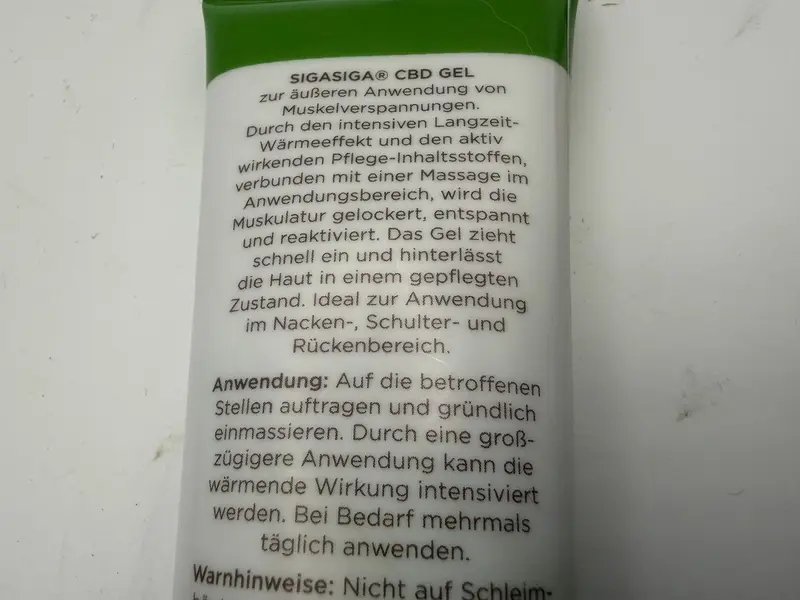 SIGASIGA® CBD GEL
zur äußeren Anwendung von
Muskelverspannungen.
Durch den intensiven Langzeit-
Wärmeeffekt und den aktiv
wirkenden Pflege-Inhaltsstoffen,
verbunden mit einer Massage im
Anwendungsbereich, wird die
Muskulatur gelockert, entspannt
und reaktiviert. Das Gel zieht
schnell ein und hinterlässt
die Haut in einem gepflegten
Zustand. Ideal zur Anwendung
im Nacken-, Schulter- und
Rückenbereich.
Anwendung: Auf die betroffenen
Stellen auftragen und gründlich
einmassieren. Durch eine groß-
zügigere Anwendung kann die
wärmende Wirkung intensiviert
werden. Bei Bedarf mehrmals
täglich anwenden.
Warnhinweise: Nicht auf Schleim-